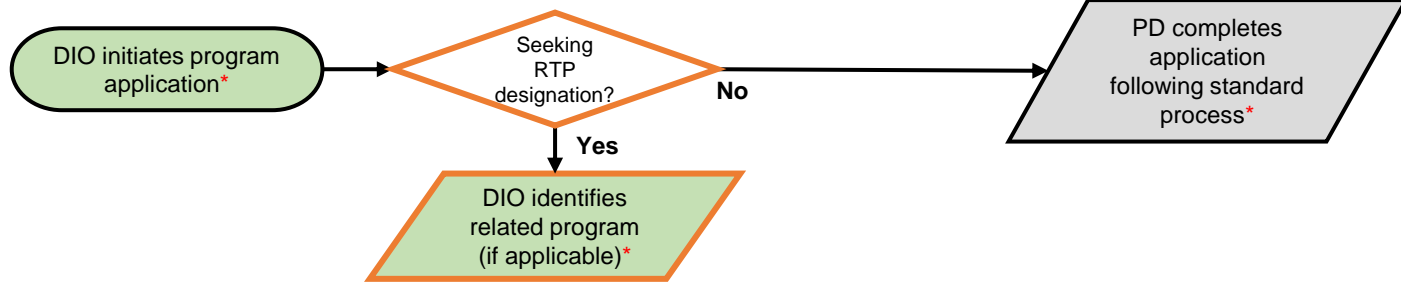 DIO initiates program
application*
Seeking
RTP
designation?
No
PD completes
application
following standard
process*
Yes
DIO identifies
related program
(if applicable)*